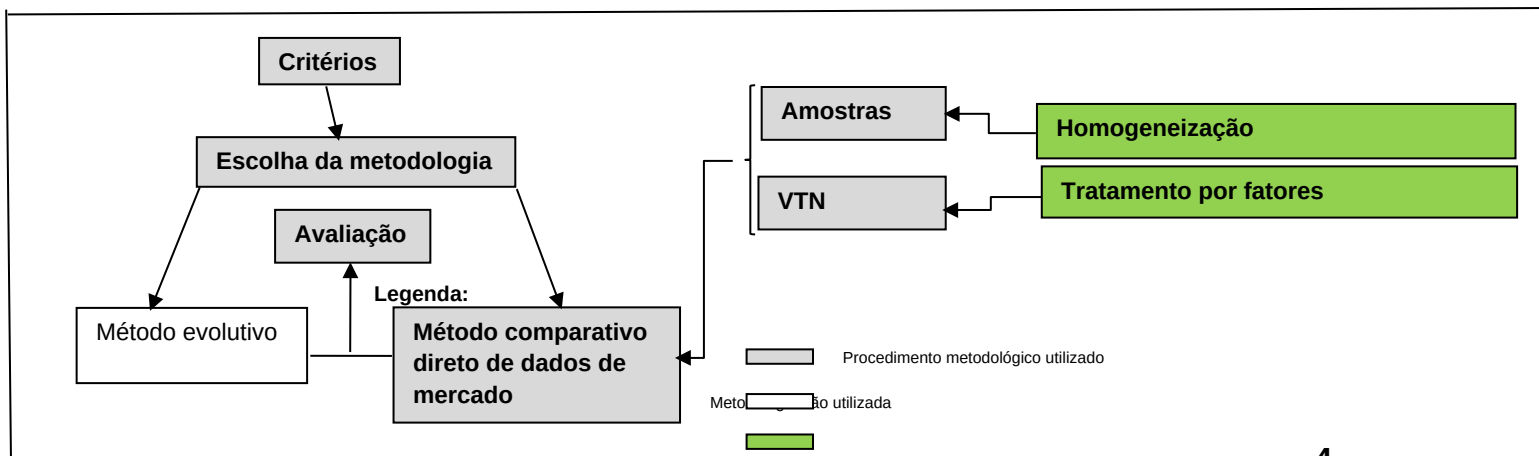 Critérios
Escolha da metodologia
Avaliação
Legenda:
Método evolutivo
Método comparativo
direto de dados de
mercado
Amostras
VTN
Homogeneização
Tratamento por fatores
Procedimento metodológico utilizado
utilizada